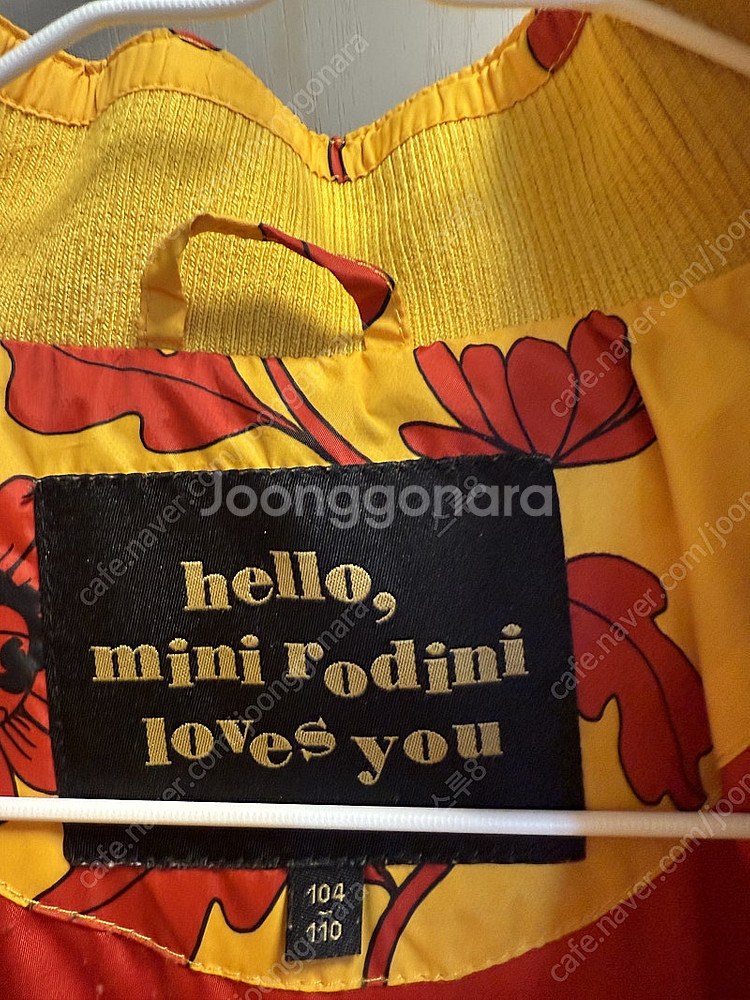 Joonggonara
hello,
mini rodini
loves you
104
~
110
cafe.naver.com/joonggonara